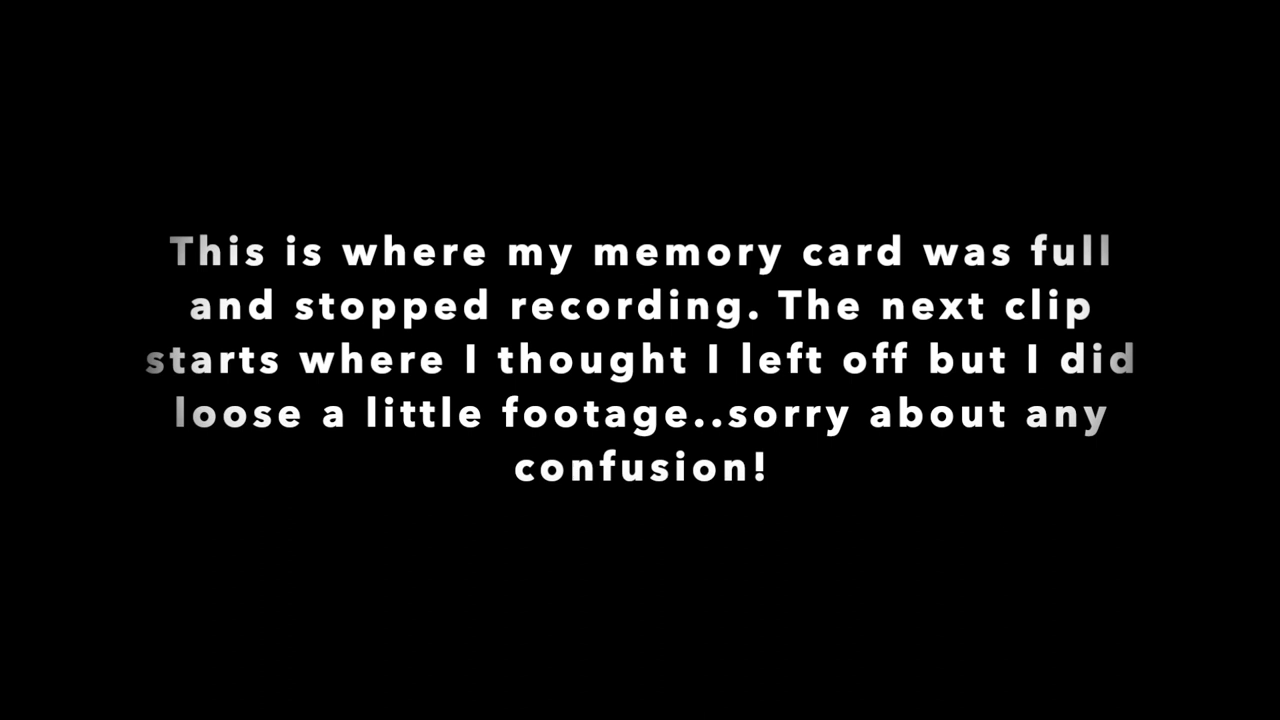 This is where my memory card was full
and stopped recording. The next clip
starts where I thought I left off but I did
loose a little footage..sorry about any
confusion!